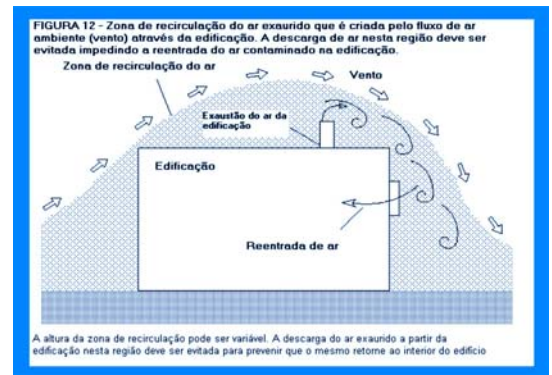 FIGURA 12 - Zona de recirculação do ar exaurido que é criada pelo fluxo de ar
ambiente (vento) através da edificação. A descarga de ar nesta região deve ser
evitada impedindo a reentrada do ar contaminado na edificação.
Zona de recirculação do ar
Vento
Exaustão do ar da
edificação
Edificação
Reentrada de ar
A altura da zona de recirculação pode ser variável. A descarga do ar exaurido a partir da
edificação nesta região deve ser evitada para prevenir que o mesmo retorne ao interior do edifício